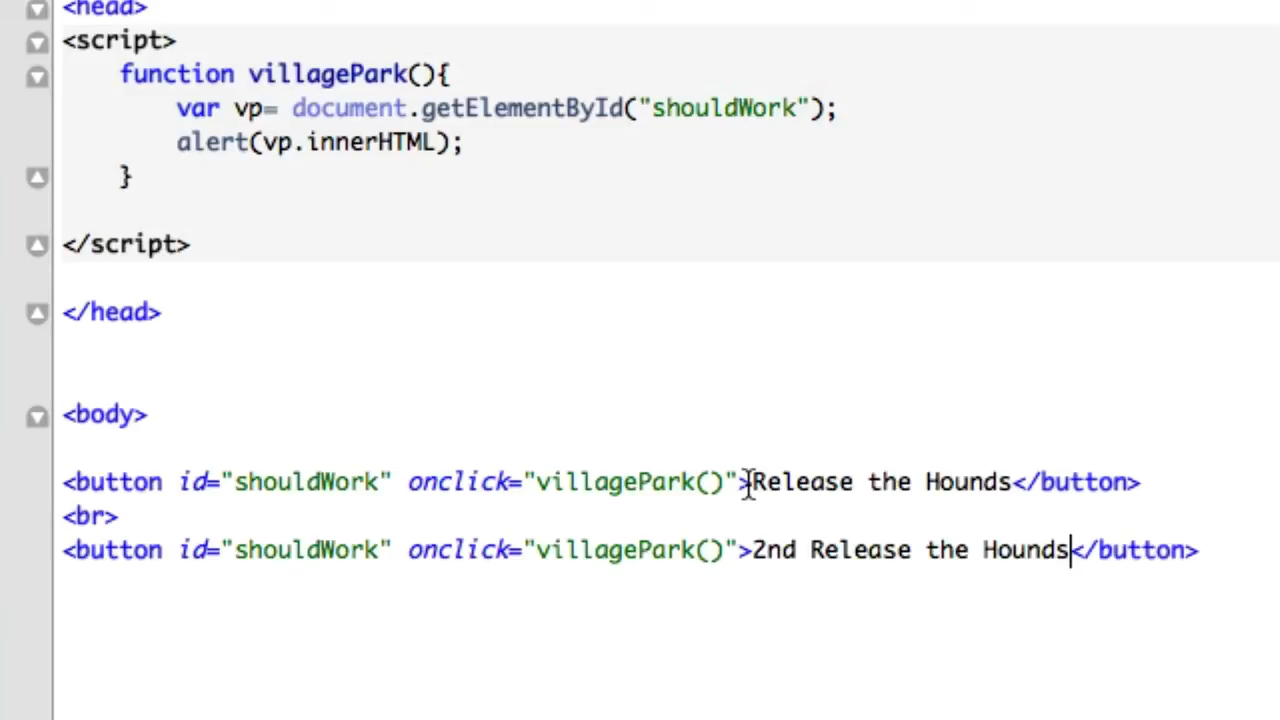 <head>
<script>
function villagePark(){
var vp= document.getElementById("shouldWork");
alert(vp.innerHTML);
}
</script>
</head>
<body>
<button id="shouldWork" onclick="villagePark()">Release the Hounds</button>
<br>
<button id="shouldWork" onclick="villagePark()">2nd Release the Hounds</button>